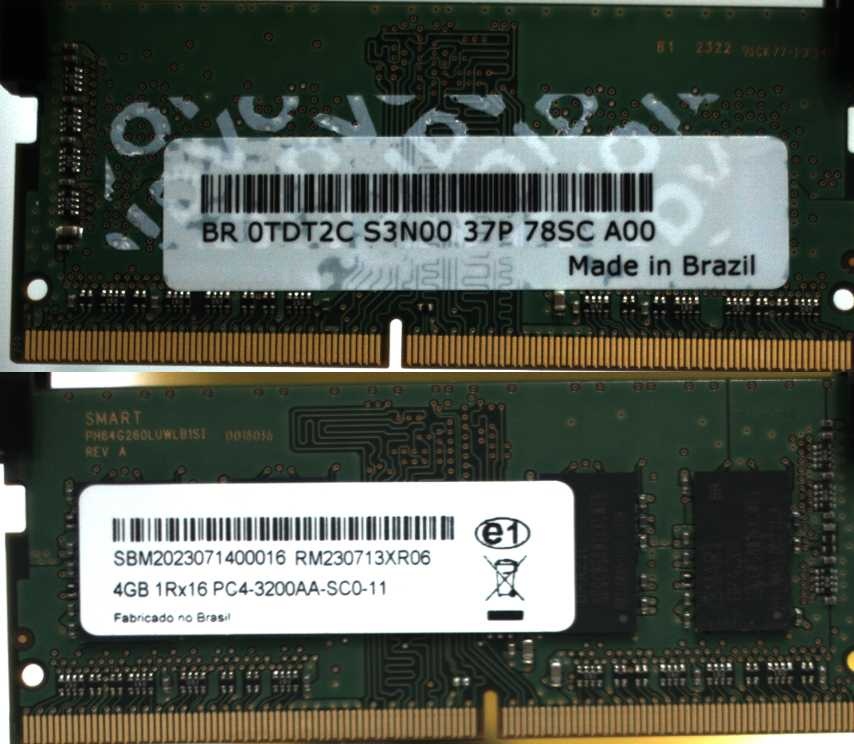 B1 2322
BR 0TDT2C S3N00 37P 78SC A00
Made in Brazil
SMART
PH64G260LUWLB1SI 0018036
REV A
e1
SBM2023071400016 RM230713XR06
4GB 1Rx16 PC4-3200AA-SC0-11
Fabricado no Brasil